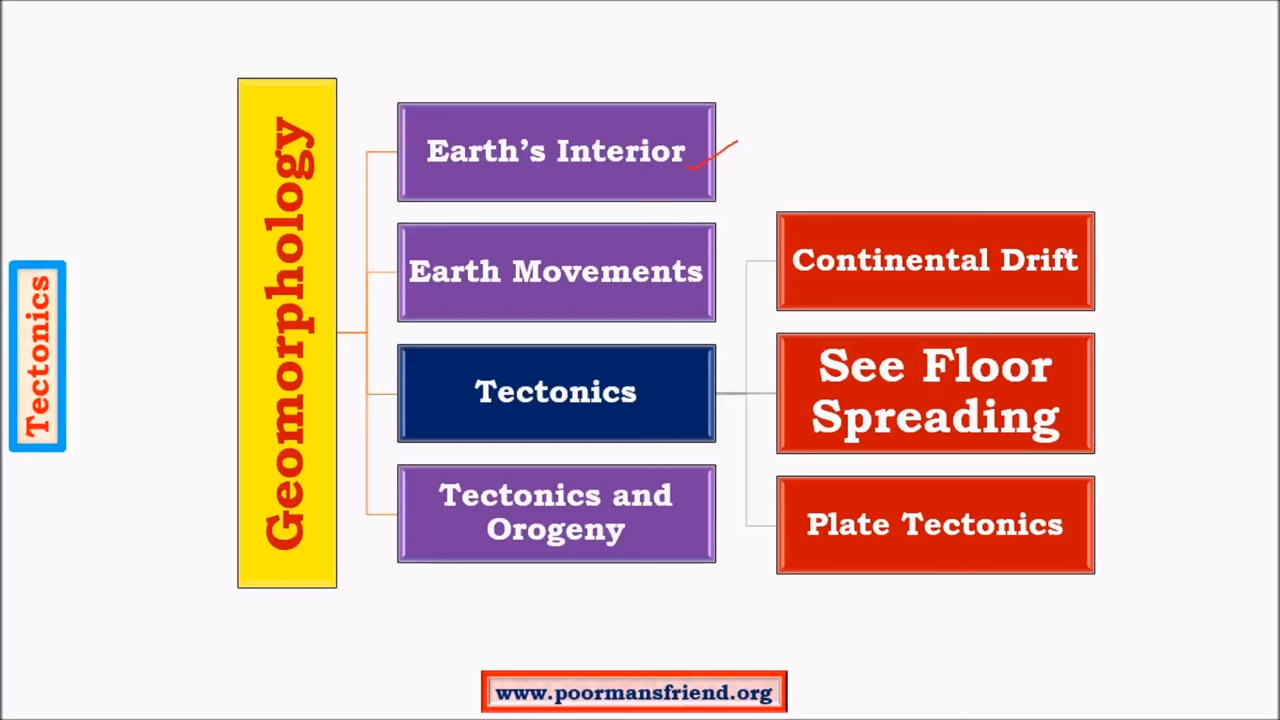 Tectonics
Geomorphology
Earth's Interior
Earth Movements
Tectonics
Tectonics and
Orogeny
Continental Drift
See Floor
Spreading
Plate Tectonics
www.poormansfriend.org